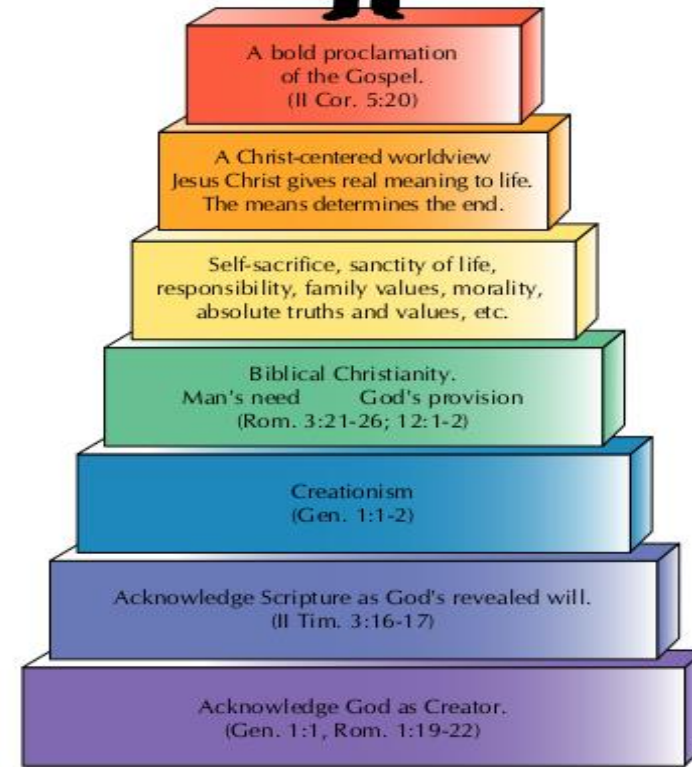 A bold proclamation
of the Gospel.
(II Cor. 5:20)
A Christ-centered worldview
Jesus Christ gives real meaning to life.
The means determines the end.
Self-sacrifice, sanctity of life,
responsibility, family values, morality,
absolute truths and values, etc.
Biblical Christianity.
Man's need God's provision
(Rom. 3:21-26; 12:1-2)
Creationism
(Gen. 1:1-2)
Acknowledge Scripture as God's revealed will.
(II Tim. 3:16-17)
Acknowledge God as Creator.
(Gen. 1:1, Rom. 1:19-22)